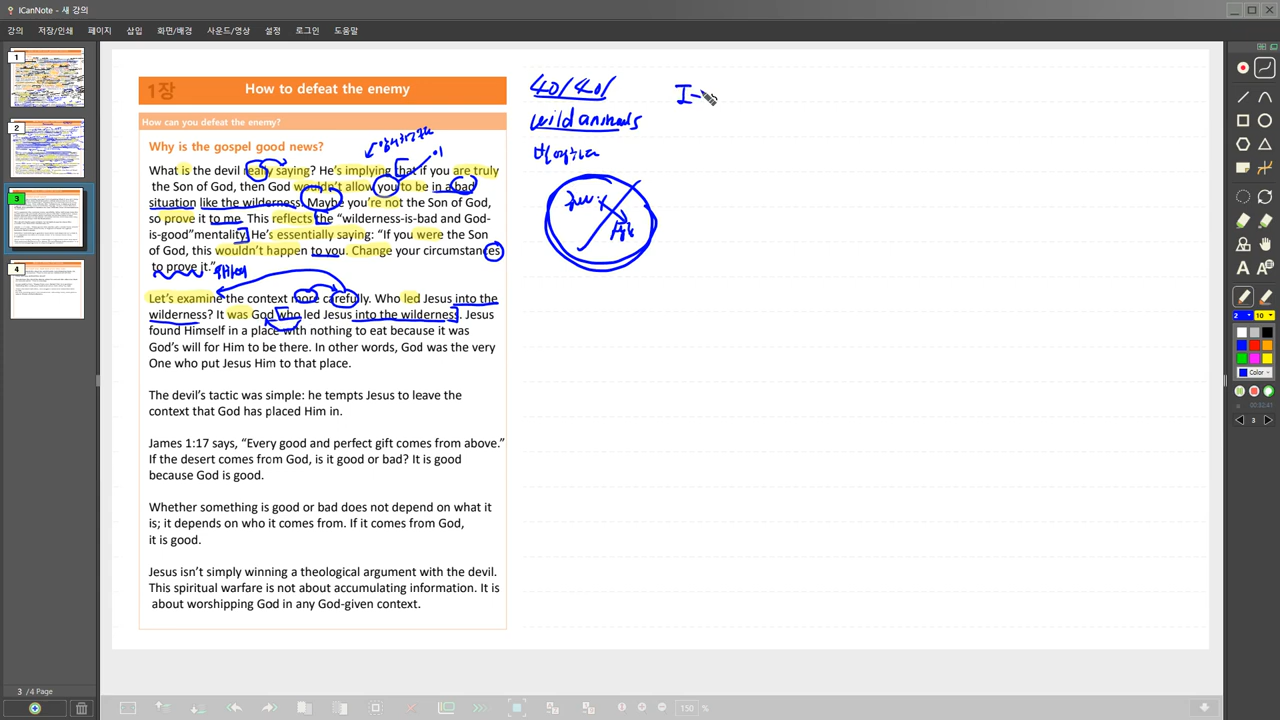 ICanNote - 새 강의
강의 저장/인쇄 페이지 삽입 화면/배경 사운드/영상 설정 로그인 도움말
1
2
3
4
1장 How to defeat the enemy
How can you defeat the enemy?
Why is the gospel good news?
What is the devil really saying? He's implying that if you are truly
the Son of God, then God wouldn't allow you to be in a bad
situation like the wilderness. Maybe you're not the Son of God,
so prove it to me. This reflects the "wilderness-is-bad and God-
is-good"mentality. He's essentially saying: "If you were the Son
of God, this wouldn't happen to you. Change your circumstances
to prove it."
Let's examine the context more carefully. Who led Jesus into the
wilderness? It was God who led Jesus into the wilderness. Jesus
found Himself in a place with nothing to eat because it was
God's will for Him to be there. In other words, God was the very
One who put Jesus Him to that place.
The devil's tactic was simple: he tempts Jesus to leave the
context that God has placed Him in.
James 1:17 says, "Every good and perfect gift comes from above."
If the desert comes from God, is it good or bad? It is good
because God is good.
Whether something is good or bad does not depend on what it
is; it depends on who it comes from. If it comes from God,
it is good.
Jesus isn't simply winning a theological argument with the devil.
This spiritual warfare is not about accumulating information. It is
about worshipping God in any God-given context.
wild animals
I-
2 10
Color
00:02:41
3
3 /4 Page
150 %